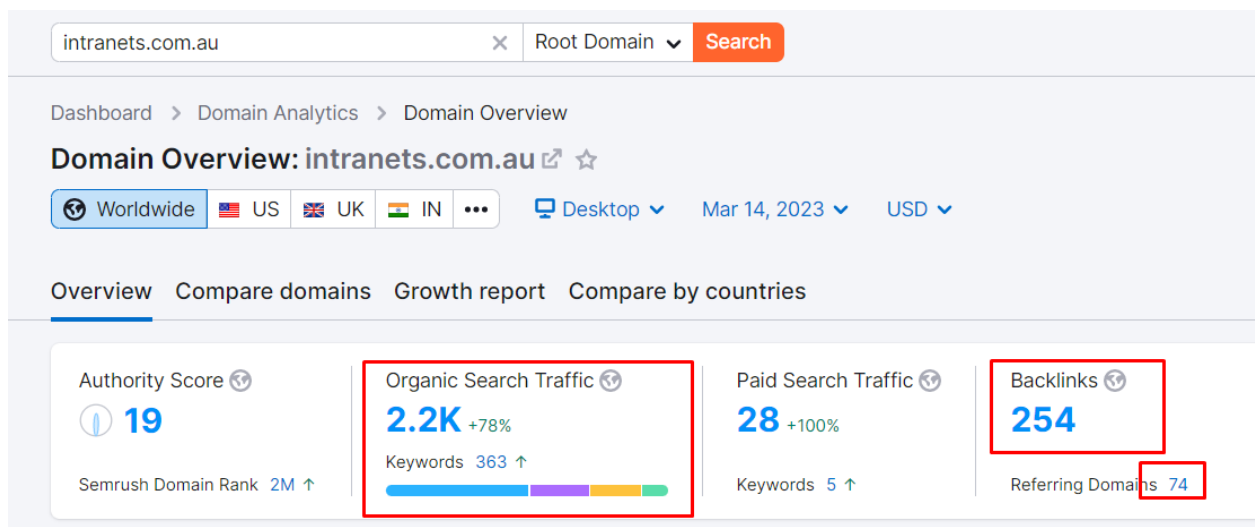 intranets.com.au × Root Domain Search
Dashboard > Domain Analytics > Domain Overview
Domain Overview: intranets.com.au
Worldwide US UK IN ••• Desktop Mar 14, 2023 USD
Overview Compare domains Growth report Compare by countries
Authority Score Organic Search Traffic Paid Search Traffic Backlinks
19 2.2K +78% 28 +100% 254
Keywords 363 ↑
Semrush Domain Rank 2M ↑ Keywords 5 ↑ Referring Domains 74